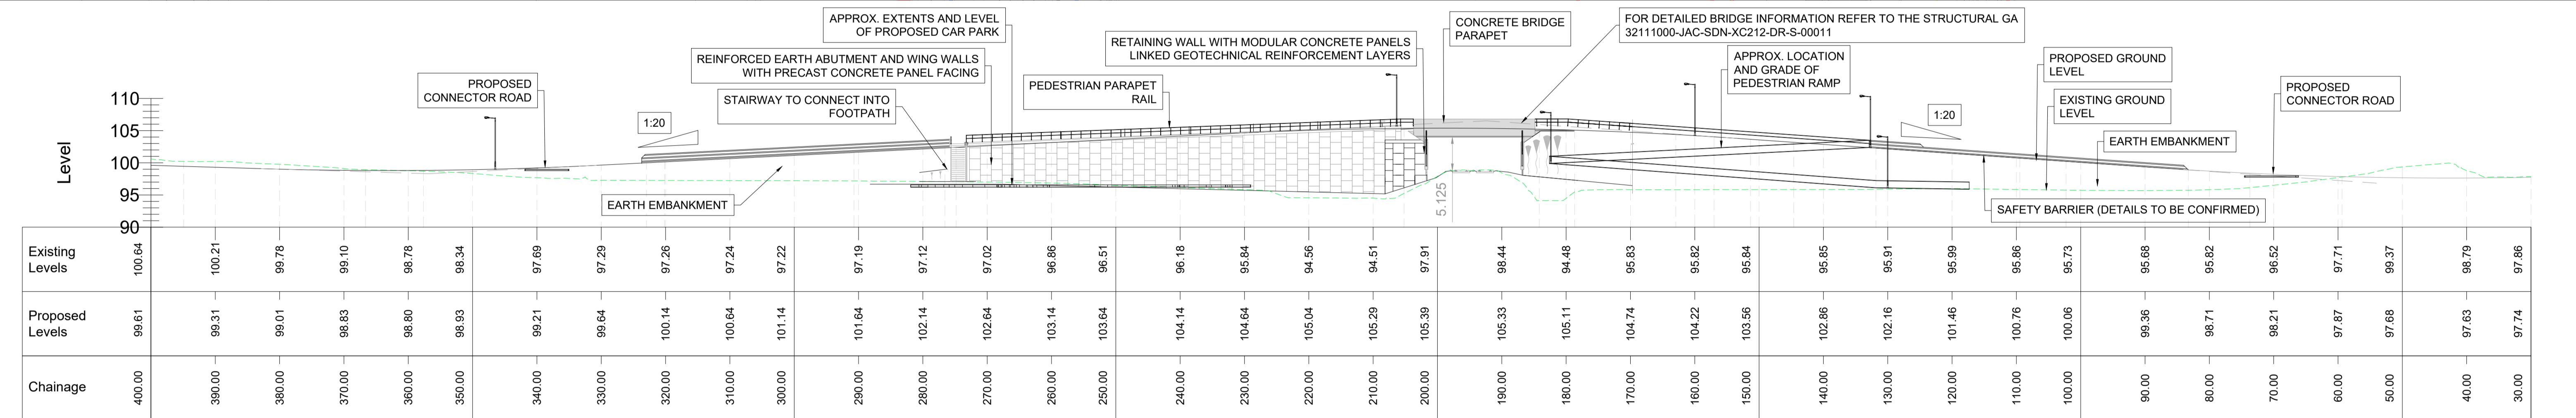 APPROX. EXTENTS AND LEVEL
OF PROPOSED CAR PARK
CONCRETE BRIDGE
PARAPET
FOR DETAILED BRIDGE INFORMATION REFER TO THE STRUCTURAL GA
32111000-JAC-SDN-XC212-DR-S-00011
RETAINING WALL WITH MODULAR CONCRETE PANELS
LINKED GEOTECHNICAL REINFORCEMENT LAYERS
REINFORCED EARTH ABUTMENT AND WING WALLS
WITH PRECAST CONCRETE PANEL FACING
APPROX. LOCATION
AND GRADE OF
PEDESTRIAN RAMP
PROPOSED GROUND
LEVEL
PROPOSED
CONNECTOR ROAD
PEDESTRIAN PARAPET
RAIL
PROPOSED
CONNECTOR ROAD
STAIRWAY TO CONNECT INTO
FOOTPATH
EXISTING GROUND
LEVEL
1:20
1:20
EARTH EMBANKMENT
EARTH EMBANKMENT
SAFETY BARRIER (DETAILS TO BE CONFIRMED)
5.125
Level
110
105
100
95
90
Existing
Levels
100.64 100.21 99.78 99.10 98.78 98.34 97.69 97.29 97.26 97.24 97.22 97.19 97.12 97.02 96.86 96.51 96.18 95.84 94.56 94.51 97.91 98.44 94.48 95.83 95.82 95.84 95.85 95.91 95.99 95.86 95.73 95.68 95.82 96.52 97.71 99.37 98.79 97.86
Proposed
Levels
99.61 99.31 99.01 98.83 98.80 98.93 99.21 99.64 100.14 100.64 101.14 101.64 102.14 102.64 103.14 103.64 104.14 104.64 105.04 105.29 105.39 105.33 105.11 104.74 104.22 103.56 102.86 102.16 101.46 100.76 100.06 99.36 98.71 98.21 97.87 97.68 97.63 97.74
Chainage
400.00 390.00 380.00 370.00 360.00 350.00 340.00 330.00 320.00 310.00 300.00 290.00 280.00 270.00 260.00 250.00 240.00 230.00 220.00 210.00 200.00 190.00 180.00 170.00 160.00 150.00 140.00 130.00 120.00 110.00 100.00 90.00 80.00 70.00 60.00 50.00 40.00 30.00